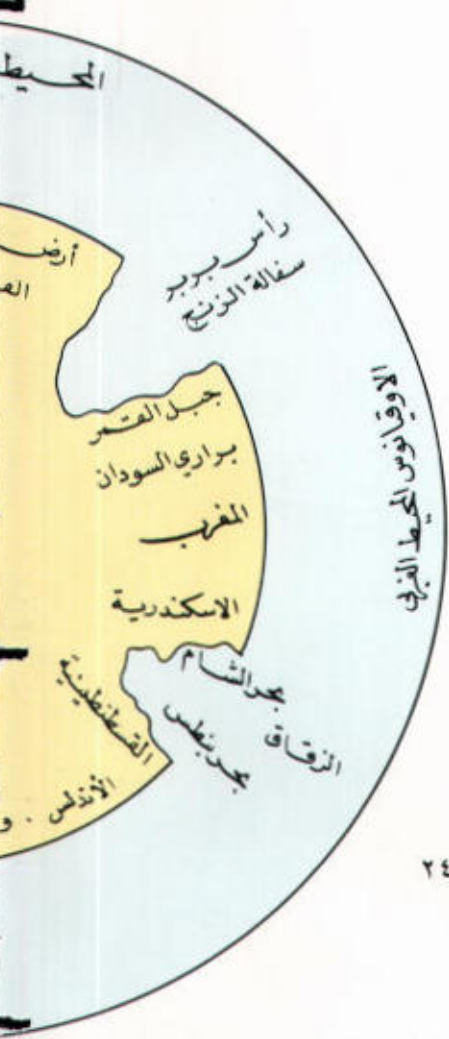 المحيط
أرض
رأس بربر
سفالة الزنج
جبل القمر
براري السودان
المغرب
الاسكندرية
الاوقيانوس المحيط الغربي
بحر الشام
الزقاق
بحر بنطس
القسطنطينية
الأندلس . و
٢٤